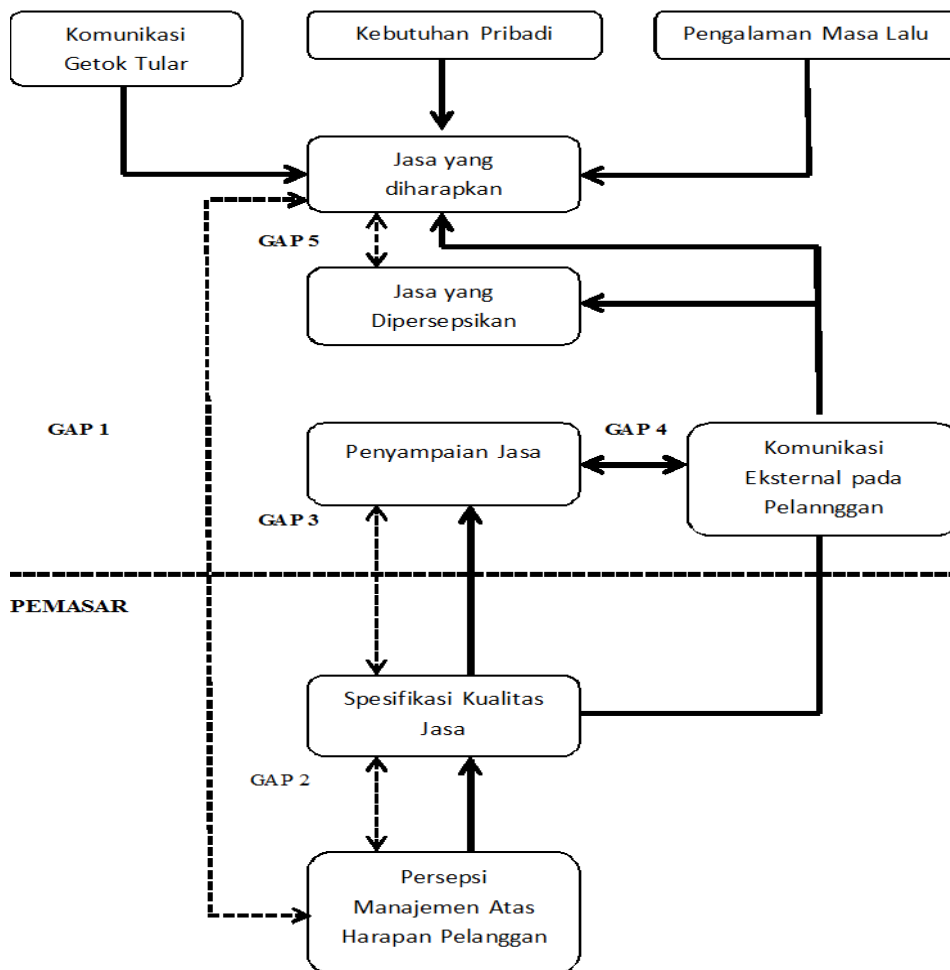 Komunikasi
Getok Tular
Kebutuhan Pribadi
Pengalaman Masa Lalu
Jasa yang
diharapkan
GAP 5
Jasa yang
Dipersepsikan
GAP 1
Penyampaian Jasa
GAP 4
Komunikasi
Eksternal pada
Pelannggan
GAP 3
PEMASAR
Spesifikasi Kualitas
Jasa
GAP 2
Persepsi
Manajemen Atas
Harapan Pelanggan